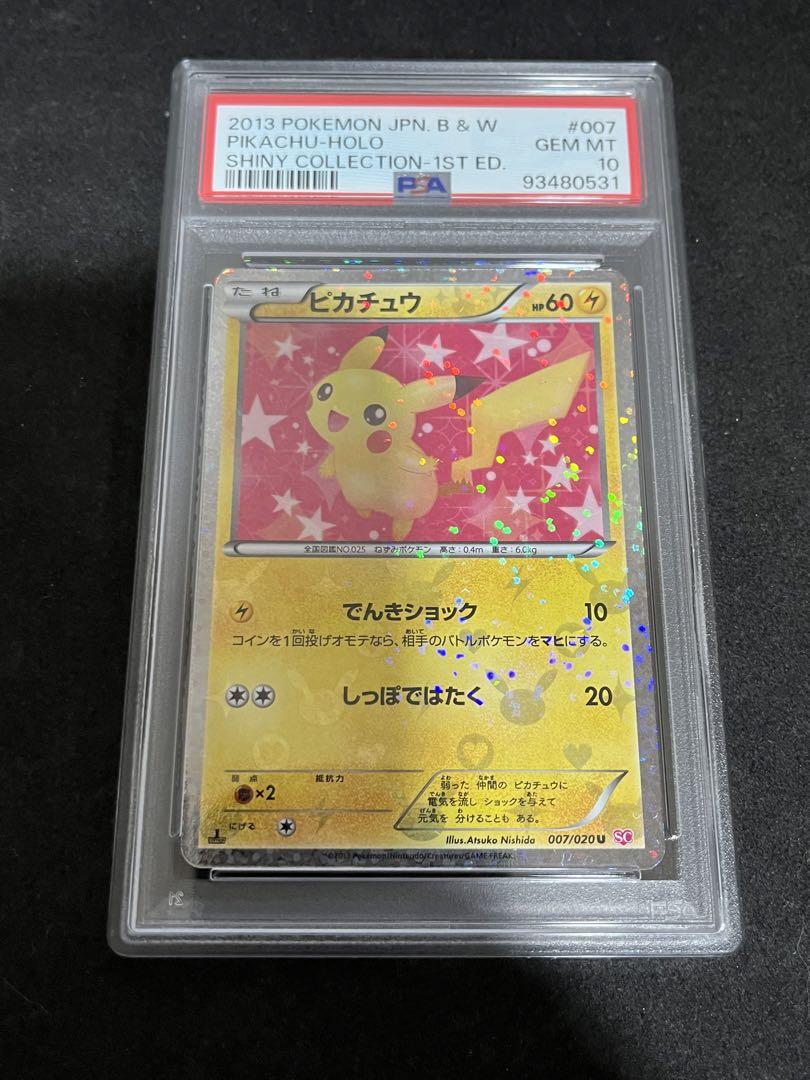 2013 POKEMON JPN. B & W #007
PIKACHU-HOLO GEM MT
SHINY COLLECTION-1ST ED. 10
PSA 93480531
たね ピカチュウ HP60
全国図鑑NO.025 ねずみポケモン 高さ:0.4m 重さ:6.0kg
でんきショック 10
コインを1回投げオモテなら、相手のバトルポケモンをマヒにする。
しっぽではたく 20
弱点 抵抗力
×2
にげる
弱った 仲間の ピカチュウに
電気を流し ショックを与えて
元気を 分けることも ある。
Illus.Atsuko Nishida 007/020 U SC
©2013 Pokémon/Nintendo/Creatures/GAME FREAK.